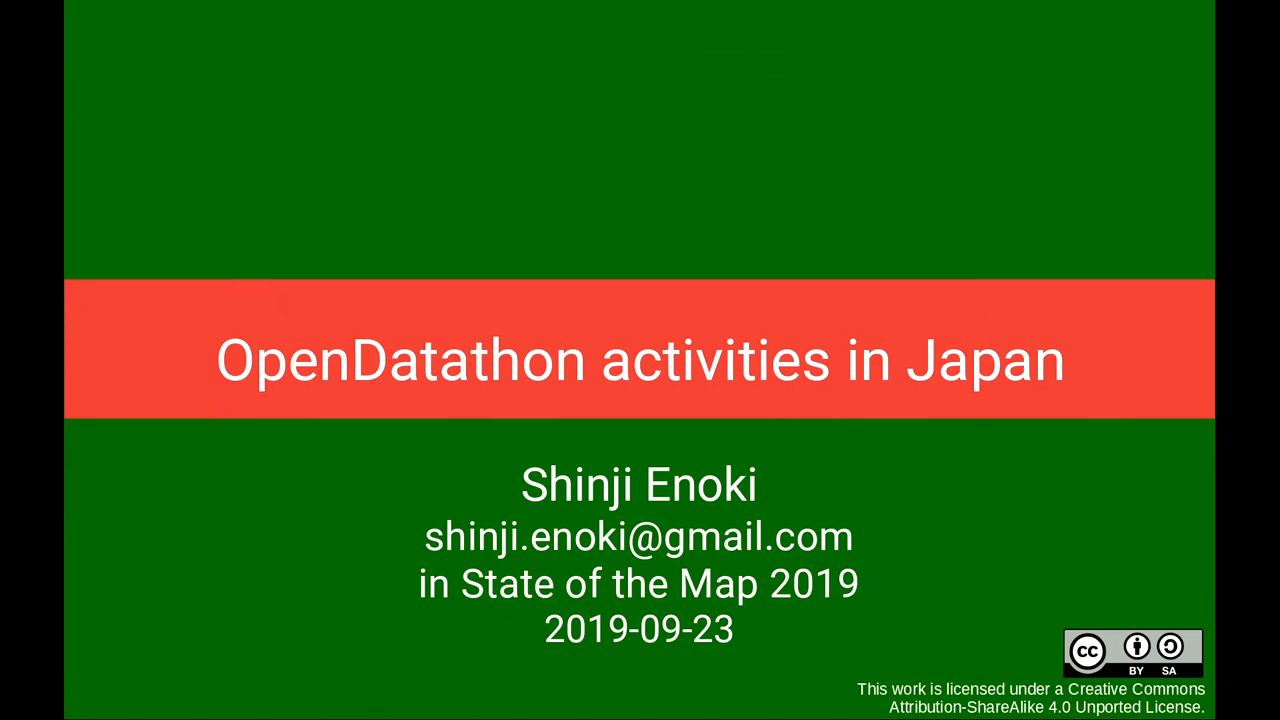 OpenDatathon activities in Japan
Shinji Enoki
shinji.enoki@gmail.com
in State of the Map 2019
2019-09-23
cc
BY SA
This work is licensed under a Creative Commons
Attribution-ShareAlike 4.0 Unported License.